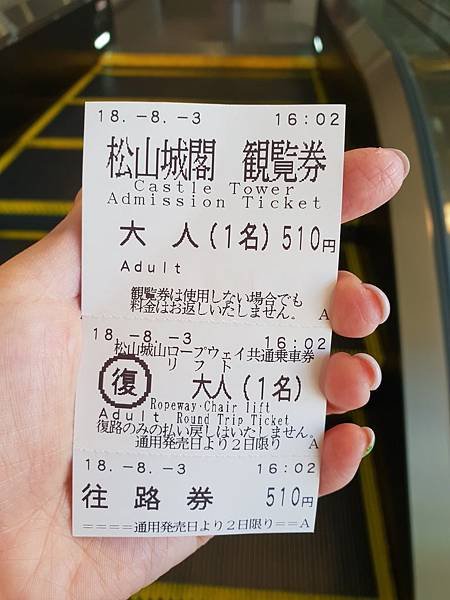 18.-8.-3 16:02
松山城閣 観覧券
Castle Tower
Admission Ticket
大人(1名) 510円
Adult
観覧券は使用しない場合でも
料金はお返しいたしません。 A
18.-8.-3 16:02
松山城山ロープウェイ共通乗車券
リフト
復 大人(1名)
Ropeway·Chair lift
Adult Round Trip Ticket
復路のみの払い戻しはいたしません。
通用発売日より2日限り A
18.-8.-3 16:02
往路券 510円
====通用発売日より2日限り==A